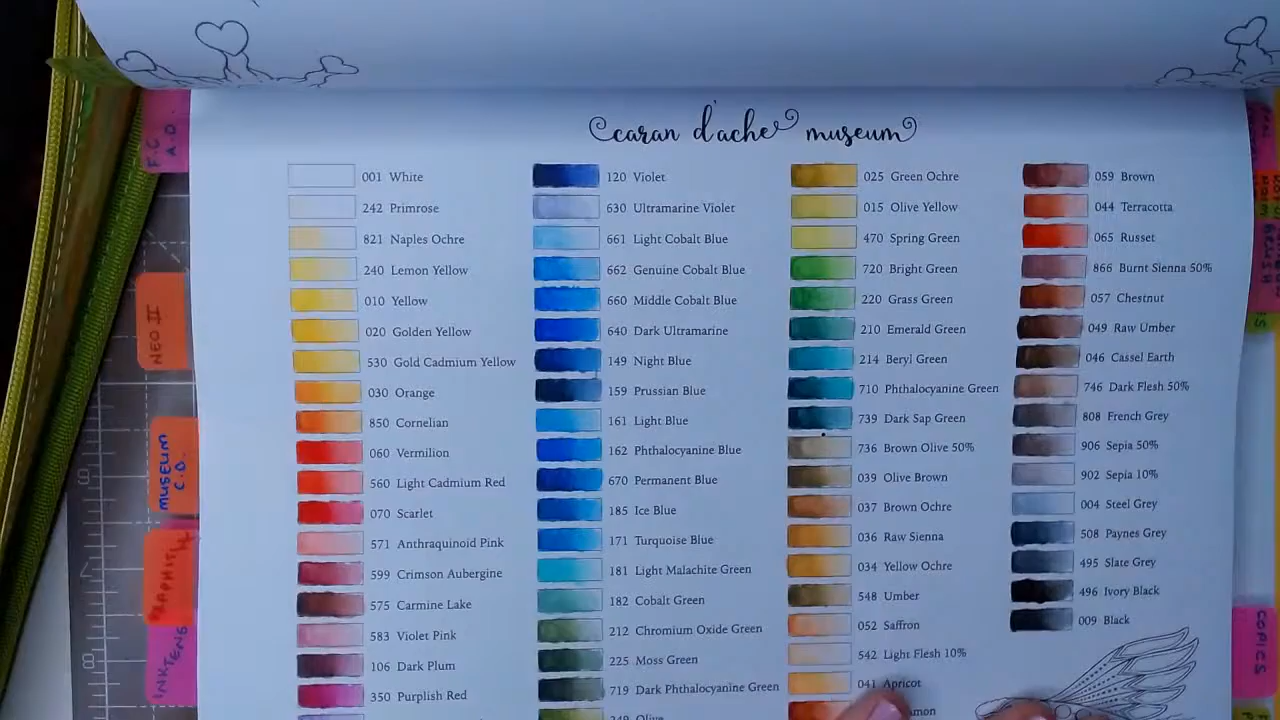 caran d'ache museum
001 White
242 Primrose
821 Naples Ochre
240 Lemon Yellow
010 Yellow
020 Golden Yellow
530 Gold Cadmium Yellow
030 Orange
850 Cornelian
060 Vermilion
560 Light Cadmium Red
070 Scarlet
571 Anthraquinoid Pink
599 Crimson Aubergine
575 Carmine Lake
583 Violet Pink
106 Dark Plum
350 Purplish Red
120 Violet
630 Ultramarine Violet
661 Light Cobalt Blue
662 Genuine Cobalt Blue
660 Middle Cobalt Blue
640 Dark Ultramarine
149 Night Blue
159 Prussian Blue
161 Light Blue
162 Phthalocyanine Blue
670 Permanent Blue
185 Ice Blue
171 Turquoise Blue
181 Light Malachite Green
182 Cobalt Green
212 Chromium Oxide Green
225 Moss Green
719 Dark Phthalocyanine Green
249 Olive
025 Green Ochre
015 Olive Yellow
470 Spring Green
720 Bright Green
220 Grass Green
210 Emerald Green
214 Beryl Green
710 Phthalocyanine Green
739 Dark Sap Green
736 Brown Olive 50%
039 Olive Brown
037 Brown Ochre
036 Raw Sienna
034 Yellow Ochre
548 Umber
052 Saffron
542 Light Flesh 10%
041 Apricot
059 Brown
044 Terracotta
065 Russet
866 Burnt Sienna 50%
057 Chestnut
049 Raw Umber
046 Cassel Earth
746 Dark Flesh 50%
808 French Grey
906 Sepia 50%
902 Sepia 10%
004 Steel Grey
508 Paynes Grey
495 Slate Grey
496 Ivory Black
009 Black
F.C
A.D.
NEO II
MUSEUM
C.D.
GRAPHITINT
INKTENS
COPICS